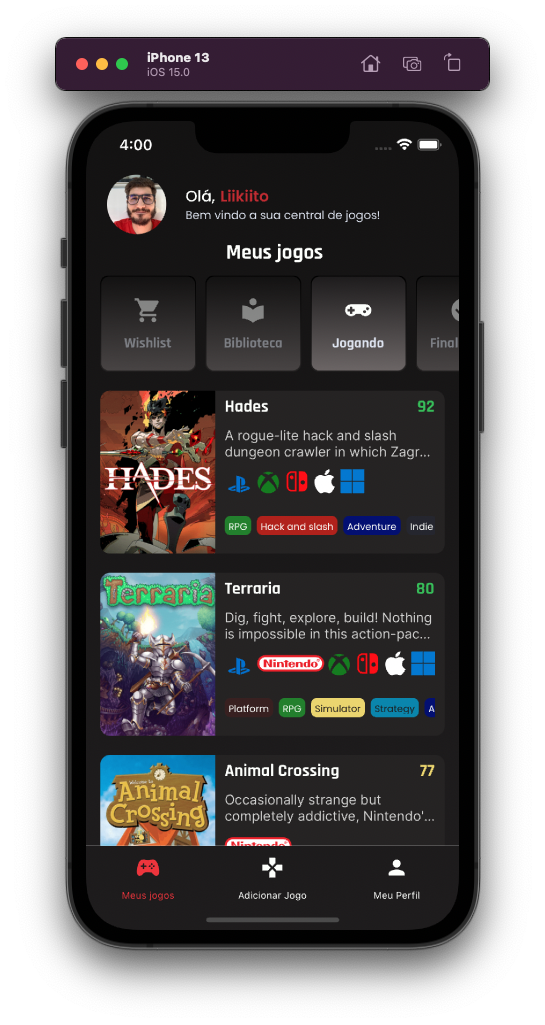 iPhone 13
iOS 15.0
4:00
Olá, Liikiito
Bem vindo a sua central de jogos!
Meus jogos
Wishlist
Biblioteca
Jogando
Final
HADES
Hades
92
A rogue-lite hack and slash
dungeon crawler in which Zagr...
RPG
Hack and slash
Adventure
Indie
Terraria
Terraria
80
Dig, fight, explore, build! Nothing
is impossible in this action-pac...
Nintendo
Platform
RPG
Simulator
Strategy
A
Welcome to
Animal
Crossing
Animal Crossing
77
Occasionally strange but
completely addictive, Nintendo'...
Nintendo
Meus jogos
Adicionar Jogo
Meu Perfil